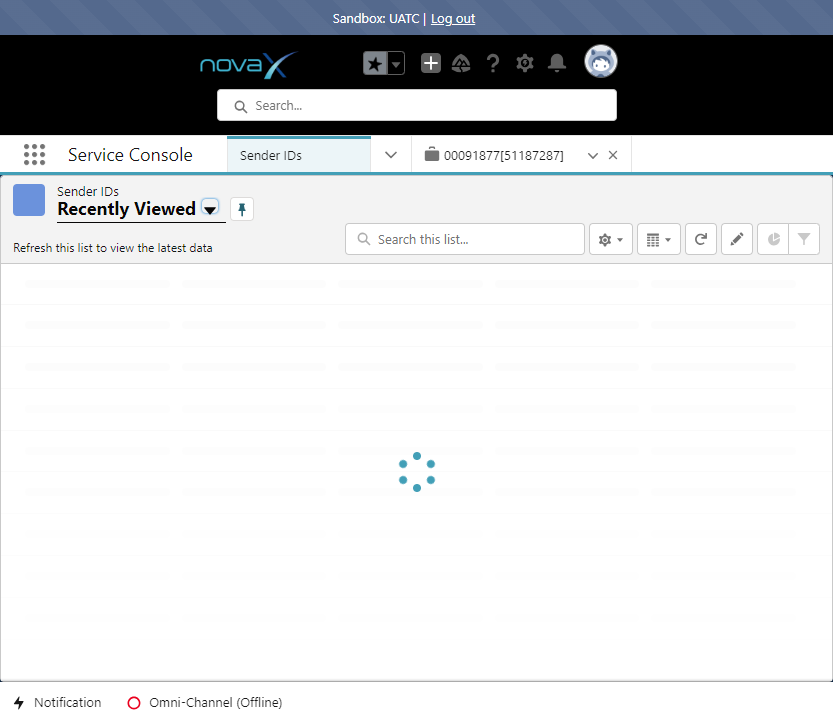 Sandbox: UATC | Log out
novaX
Search...
Service Console
Sender IDs
00091877[51187287]
Sender IDs
Recently Viewed
Refresh this list to view the latest data
Search this list...
Notification
Omni-Channel (Offline)